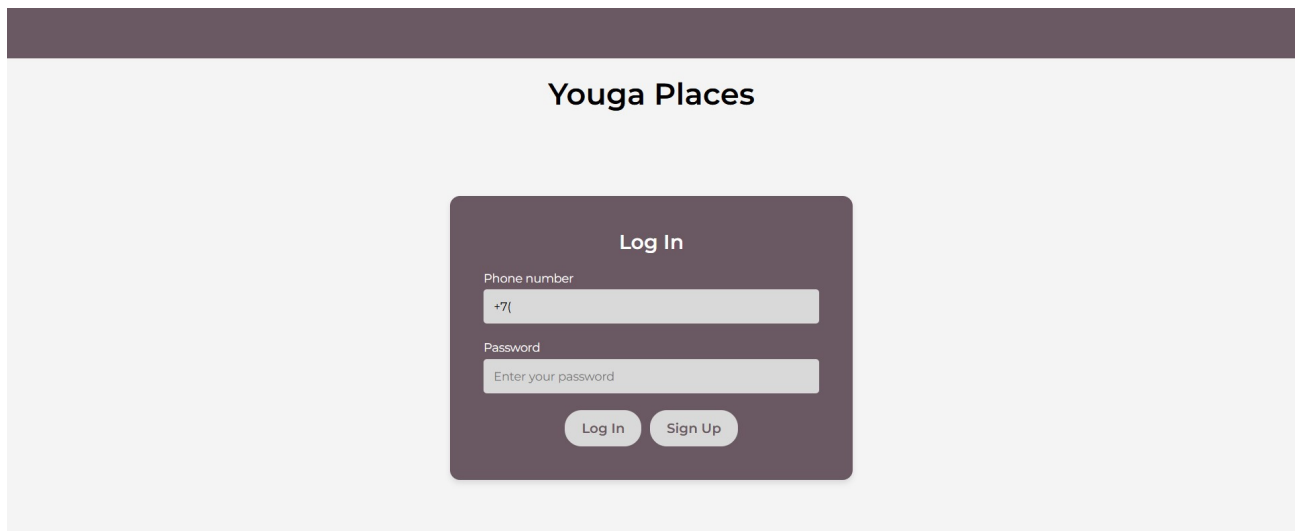 Youga Places
Log In
Phone number
+7(
Password
Enter your password
Log In Sign Up